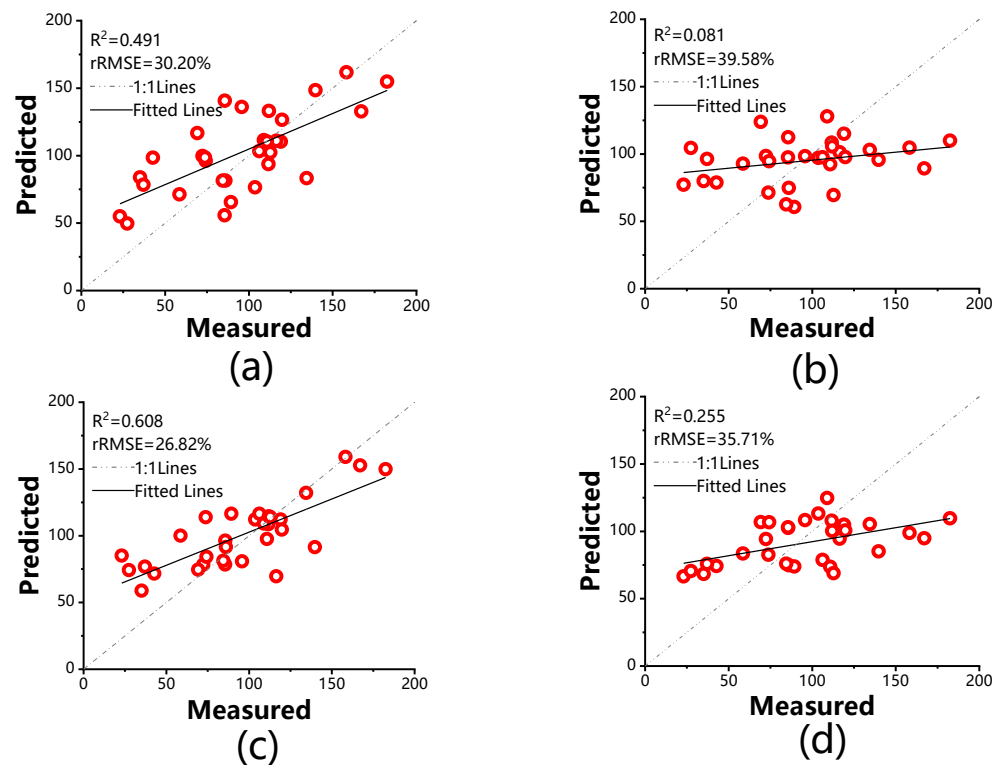 200
R²=0.491
rRMSE=30.20%
1:1Lines
Fitted Lines
150
100
50
0
0 50 100 150 200
Predicted
Measured
(a)
200
R²=0.081
rRMSE=39.58%
1:1Lines
Fitted Lines
150
100
50
0
0 50 100 150 200
Predicted
Measured
(b)
200
R²=0.608
rRMSE=26.82%
1:1Lines
Fitted Lines
150
100
50
0
0 50 100 150 200
Predicted
Measured
(c)
200
R²=0.255
rRMSE=35.71%
1:1Lines
Fitted Lines
150
100
50
0
0 50 100 150 200
Predicted
Measured
(d)